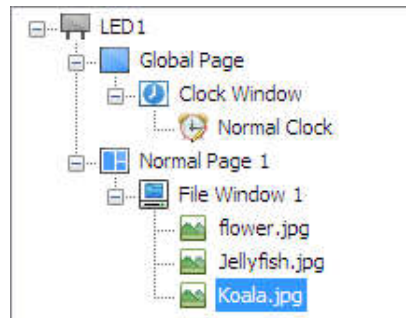 LED1
Global Page
Clock Window
Normal Clock
Normal Page 1
File Window 1
flower.jpg
Jellyfish.jpg
Koala.jpg